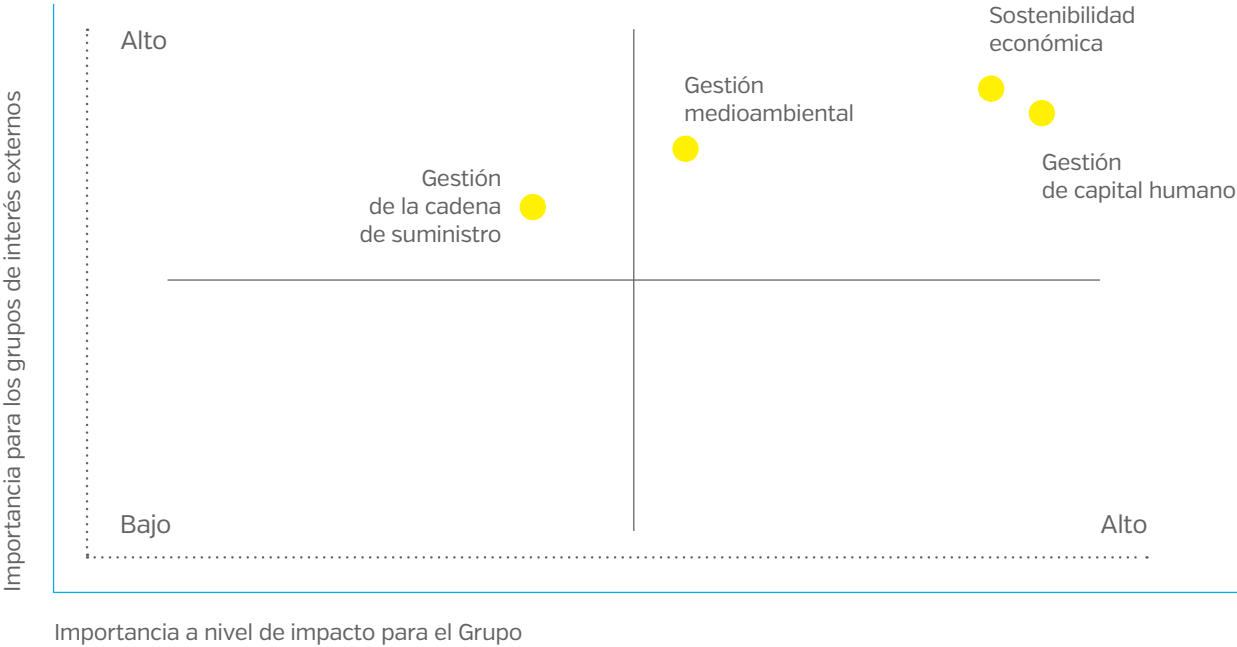 Importancia para los grupos de interés externos
Alto
Sostenibilidad
económica
Gestión
medioambiental
Gestión
de capital humano
Gestión
de la cadena
de suministro
Bajo
Alto
Importancia a nivel de impacto para el Grupo